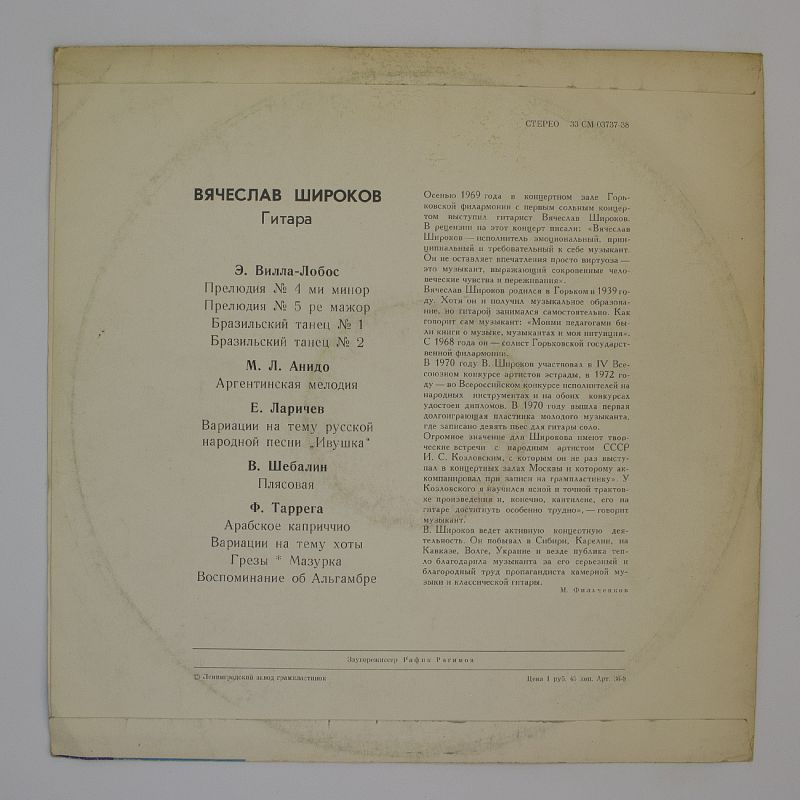 СТЕРЕО 33 СМ-03737-38
ВЯЧЕСЛАВ ШИРОКОВ
Гитара
Э. Вилла-Лобос
Прелюдия № 4 ми минор
Прелюдия № 5 ре мажор
Бразильский танец № 1
Бразильский танец № 2
М. Л. Анидо
Аргентинская мелодия
Е. Ларичев
Вариации на тему русской
народной песни „Ивушка“
В. Шебалин
Плясовая
Ф. Таррега
Арабское каприччио
Вариации на тему хоты
Грезы * Мазурка
Воспоминание об Альгамбре
Осенью 1969 года в концертном зале Горь-
ковской филармонии с первым сольным концер-
том выступил гитарист Вячеслав Широков.
В рецензии на этот концерт писали: «Вячеслав
Широков — исполнитель эмоциональный, прин-
ципиальный и требовательный к себе музыкант.
Он не оставляет впечатления просто виртуоза —
это музыкант, выражающий сокровенные чело-
веческие чувства и переживания».
Вячеслав Широков родился в Горьком в 1939 го-
ду. Хотя он и получил музыкальное образова-
ние, но гитарой занимался самостоятельно. Как
говорит сам музыкант: «Моими педагогами бы-
ли книги о музыке, музыкантах и моя интуиция».
С 1968 года он — солист Горьковской государст-
венной филармонии.
В 1970 году В. Широков участвовал в IV Все-
союзном конкурсе артистов эстрады, в 1972 го-
ду — во Всероссийском конкурсе исполнителей на
народных инструментах и на обоих конкурсах
удостоен дипломов. В 1970 году вышла первая
долгоиграющая пластинка молодого музыканта,
где записано девять пьес для гитары соло.
Огромное значение для Широкова имеют твор-
ческие встречи с народным артистом СССР
И. С. Козловским, с которым он не раз высту-
пал в концертных залах Москвы и которому ак-
компанировал при записи на грампластинку». У
Козловского я научился ясной и точной трактов-
ке произведения и, конечно, кантилене, его на
гитаре достигнуть особенно трудно», — говорит
музыкант.
В. Широков ведет активную концертную дея-
тельность. Он побывал в Сибири, Карелии, на
Кавказе, Волге, Украине и везде публика теп-
ло благодарила музыканта за его серьезный и
благородный труд пропагандиста камерной му-
зыки и классической гитары.
М. Фильченков
Звукорежиссер Рафик Рагимов
Ленинградский завод грампластинок
Цена 1 руб. 45 коп. Арт.